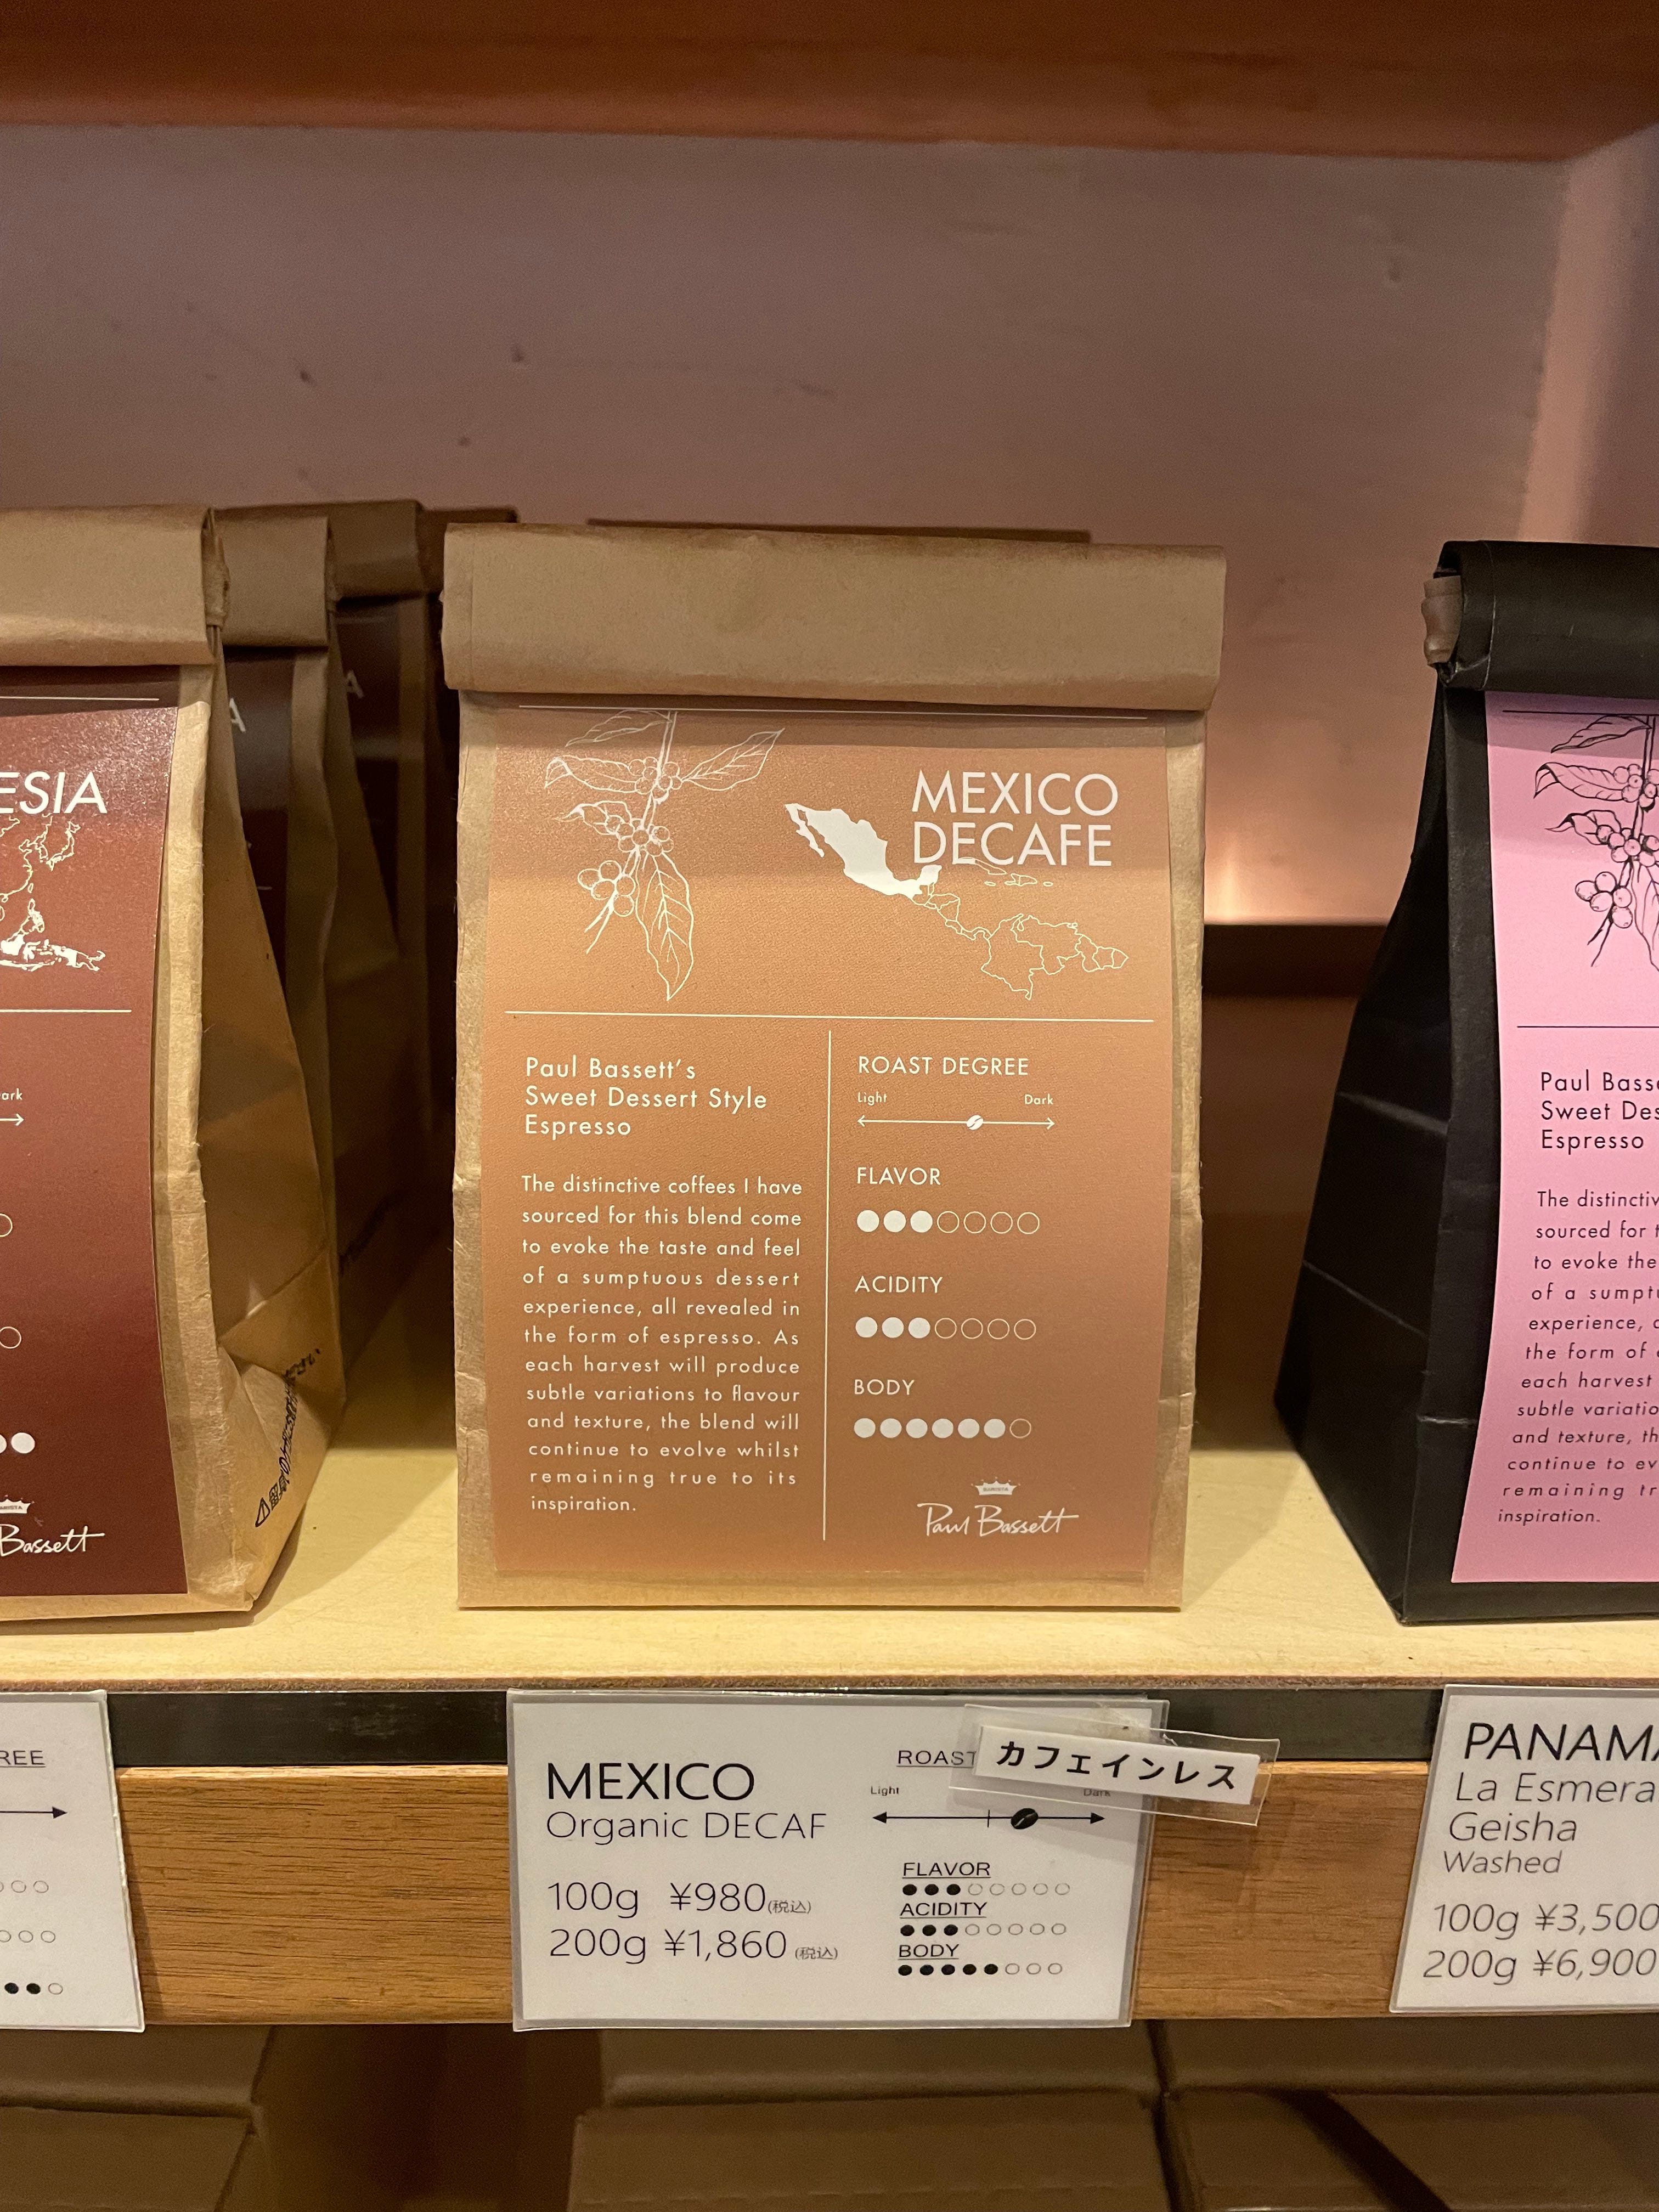 MEXICO
DECAFE
Paul Bassett's
Sweet Dessert Style
Espresso
The distinctive coffees I have
sourced for this blend come
to evoke the taste and feel
of a sumptuous dessert
experience, all revealed in
the form of espresso. As
each harvest will produce
subtle variations to flavour
and texture, the blend will
continue to evolve whilst
remaining true to its
inspiration.
ROAST DEGREE
Light Dark
FLAVOR
ACIDITY
BODY
Paul Bassett
ESIA
ark
Bassett
Paul Basse
Sweet Des
Espresso
The distinctiv
sourced for t
to evoke the
of a sumptu
experience, a
the form of e
each harvest
subtle variatio
and texture, th
continue to ev
remaining tr
inspiration.
REE
MEXICO
Organic DECAF
100g ¥980(税込)
200g ¥1,860(税込)
ROAST
カフェインレス
Light Dark
FLAVOR
ACIDITY
BODY
PANAMA
La Esmera
Geisha
Washed
100g ¥3,500
200g ¥6,900